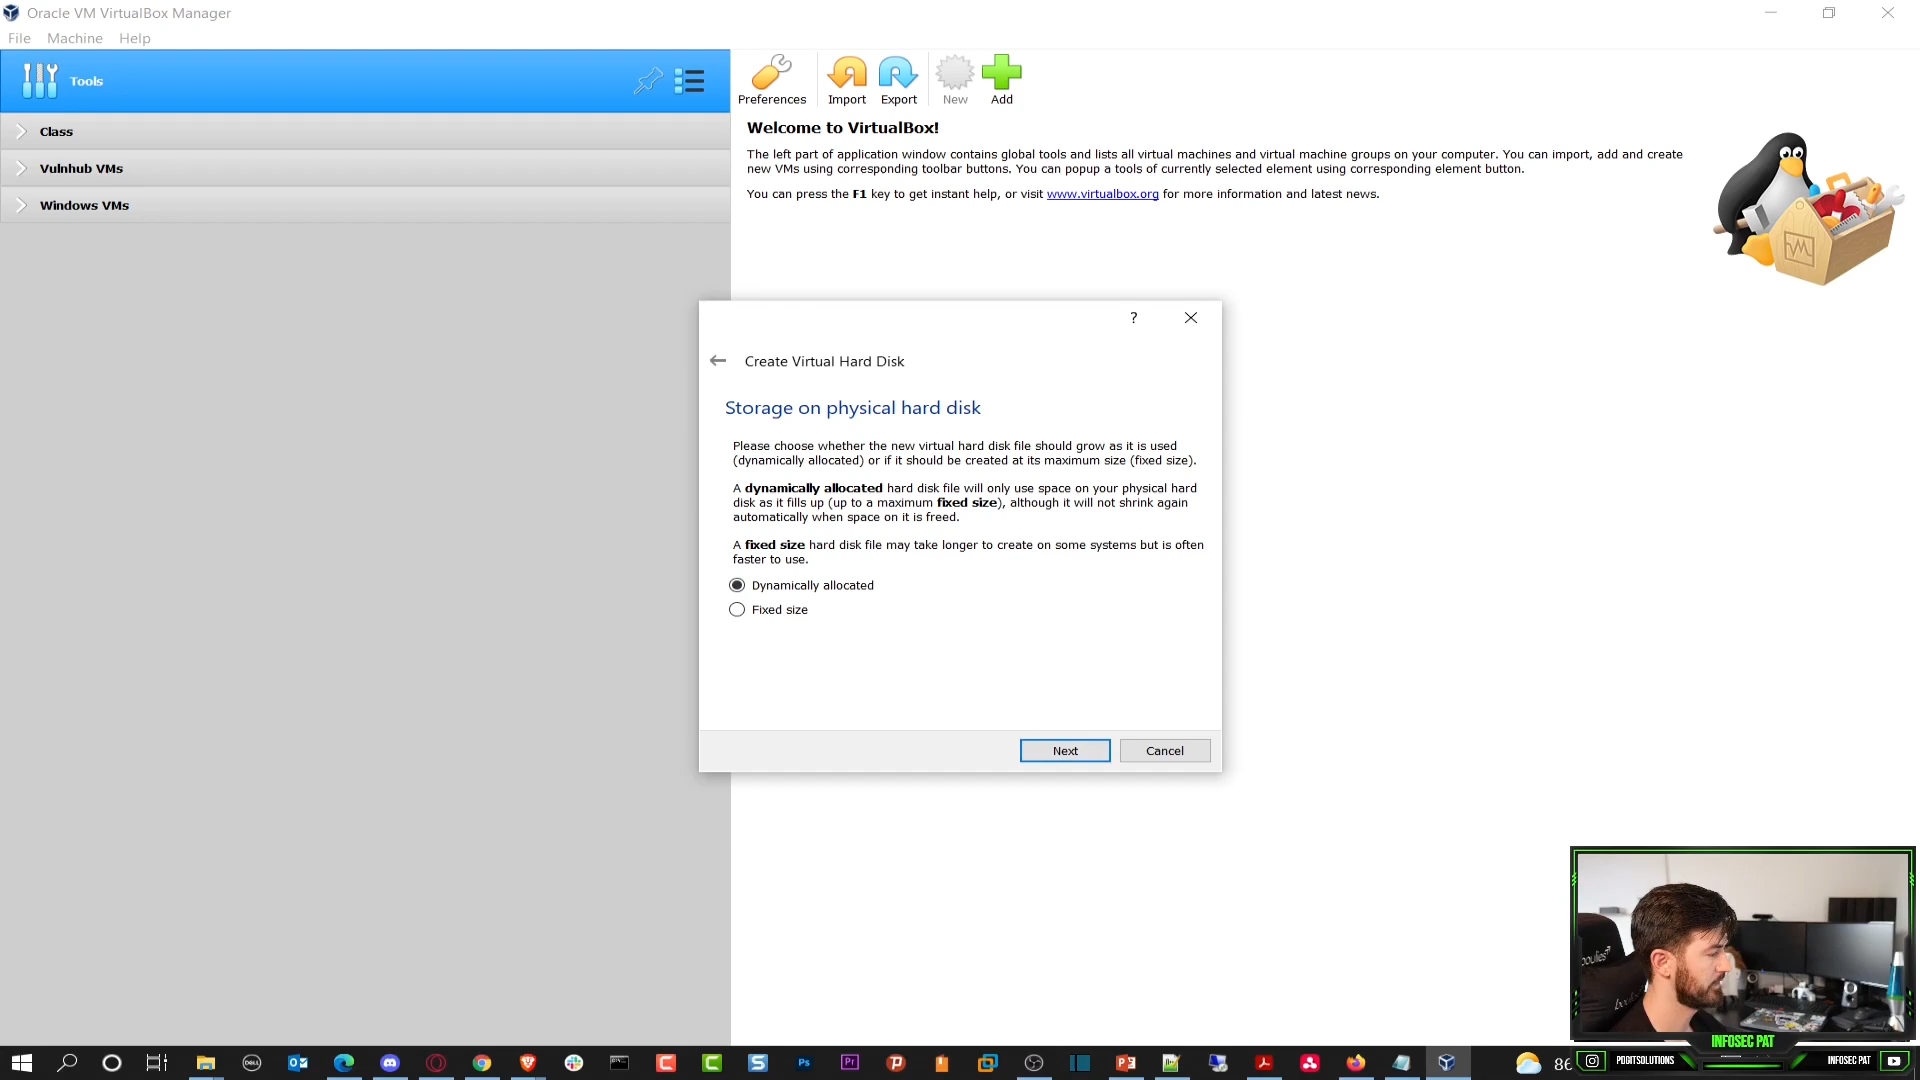 Oracle VM VirtualBox Manager
File Machine Help
Tools
Class
Vulnhub VMs
Windows VMs
Preferences Import Export New Add
Welcome to VirtualBox!
The left part of application window contains global tools and lists all virtual machines and virtual machine groups on your computer. You can import, add and create
new VMs using corresponding toolbar buttons. You can popup a tools of currently selected element using corresponding element button.
You can press the F1 key to get instant help, or visit www.virtualbox.org for more information and latest news.
?
Create Virtual Hard Disk
Storage on physical hard disk
Please choose whether the new virtual hard disk file should grow as it is used
(dynamically allocated) or if it should be created at its maximum size (fixed size).
A dynamically allocated hard disk file will only use space on your physical hard
disk as it fills up (up to a maximum fixed size), although it will not shrink again
automatically when space on it is freed.
A fixed size hard disk file may take longer to create on some systems but is often
faster to use.
Dynamically allocated
Fixed size
Next Cancel
INFOSEC PAT
DELL
Ps
Pr
86
PDGITSOLUTIONS
INFOSEC PAT